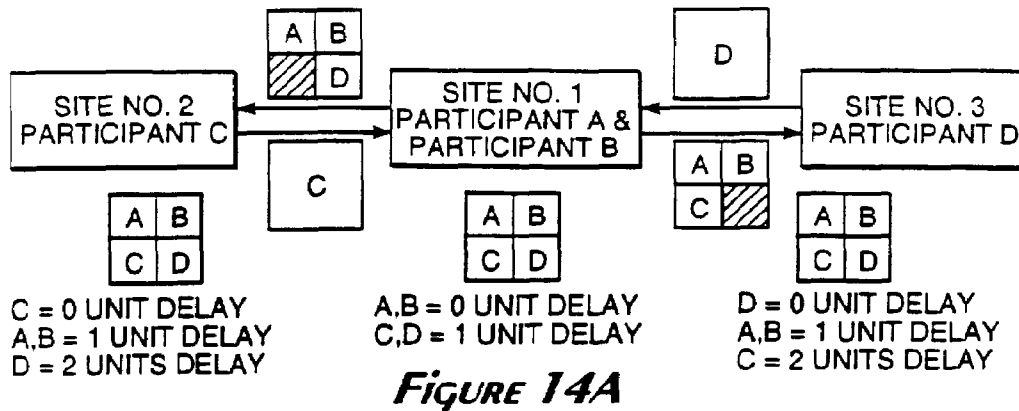 A B
D
D
SITE NO. 2
PARTICIPANT C
SITE NO. 1
PARTICIPANT A &
PARTICIPANT B
SITE NO. 3
PARTICIPANT D
C
A B
C
A B
C D
A B
C D
A B
C D
C = 0 UNIT DELAY
A,B = 1 UNIT DELAY
D = 2 UNITS DELAY
A,B = 0 UNIT DELAY
C,D = 1 UNIT DELAY
D = 0 UNIT DELAY
A,B = 1 UNIT DELAY
C = 2 UNITS DELAY
FIGURE 14A